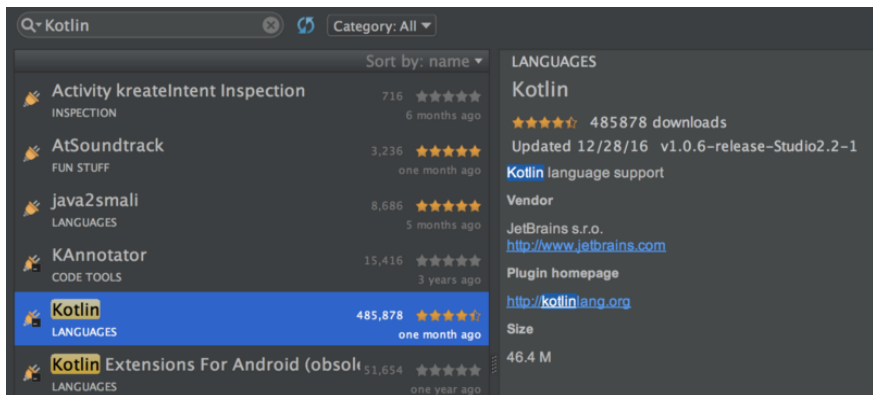 Kotlin
Category: All
Sort by: name
Activity kreateIntent Inspection 716
INSPECTION 6 months ago
AtSoundtrack 3,236
FUN STUFF one month ago
java2smali 8,686
LANGUAGES 5 months ago
KAnnotator 15,416
CODE TOOLS 3 years ago
Kotlin 485,878
LANGUAGES one month ago
Kotlin Extensions For Android (obsole 51,654
LANGUAGES one year ago
LANGUAGES
Kotlin
485878 downloads
Updated 12/28/16 v1.0.6-release-Studio2.2-1
Kotlin language support
Vendor
JetBrains s.r.o.
http://www.jetbrains.com
Plugin homepage
http://kotlinlang.org
Size
46.4 M